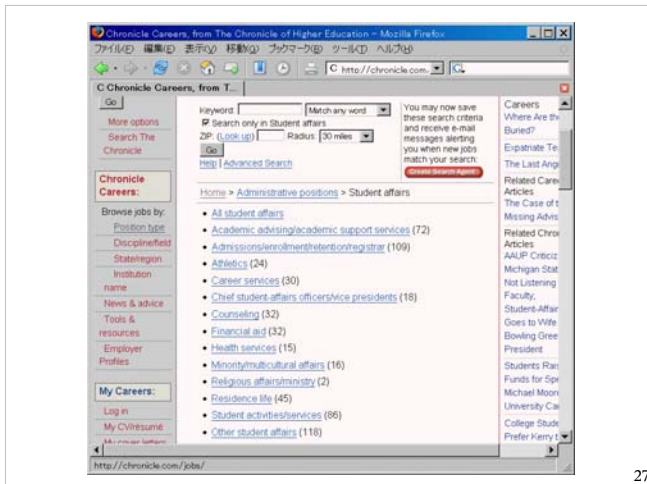 Chronicle Careers, from The Chronicle of Higher Education - Mozilla Firefox
ファイル(F) 編集(E) 表示(V) 移動(G) ブックマーク(B) ツール(T) ヘルプ(H)
C http://chronicle.com.
G.
C Chronicle Careers, from T...
Go
More options
Search The
Chronicle
Chronicle
Careers:
Browse jobs by:
Position type
Discipline/field
State/region
Institution
name
News & advice
Tools &
resources
Employer
Profiles
My Careers:
Log in
My CV/résumé
My cover letters
Keyword: Match any word
Search only in Student affairs
ZIP: (Look up) Radius: 30 miles
Go
Help | Advanced Search
You may now save
these search criteria
and receive e-mail
messages alerting
you when new jobs
match your search:
Create Search Agent
Home > Administrative positions > Student affairs
• All student affairs
• Academic advising/academic support services (72)
• Admissions/enrollment/retention/registrar (109)
• Athletics (24)
• Career services (30)
• Chief student-affairs officers/vice presidents (18)
• Counseling (32)
• Financial aid (32)
• Health services (15)
• Minority/multicultural affairs (16)
• Religious affairs/ministry (2)
• Residence life (45)
• Student activities/services (86)
• Other student affairs (118)
Careers
Where Are the
Buried?
Expatriate Te
The Last Ang
Related Caree
Articles
The Case of t
Missing Advis
Related Chron
Articles
AAUP Criticiz
Michigan Stat
Not Listening
Faculty,
Student-Affair
Goes to Wife
Bowling Gree
President
Students Rais
Funds for Spe
Michael Moore
University Ca
College Stude
Prefer Kerry t
http://chronicle.com/jobs/
27